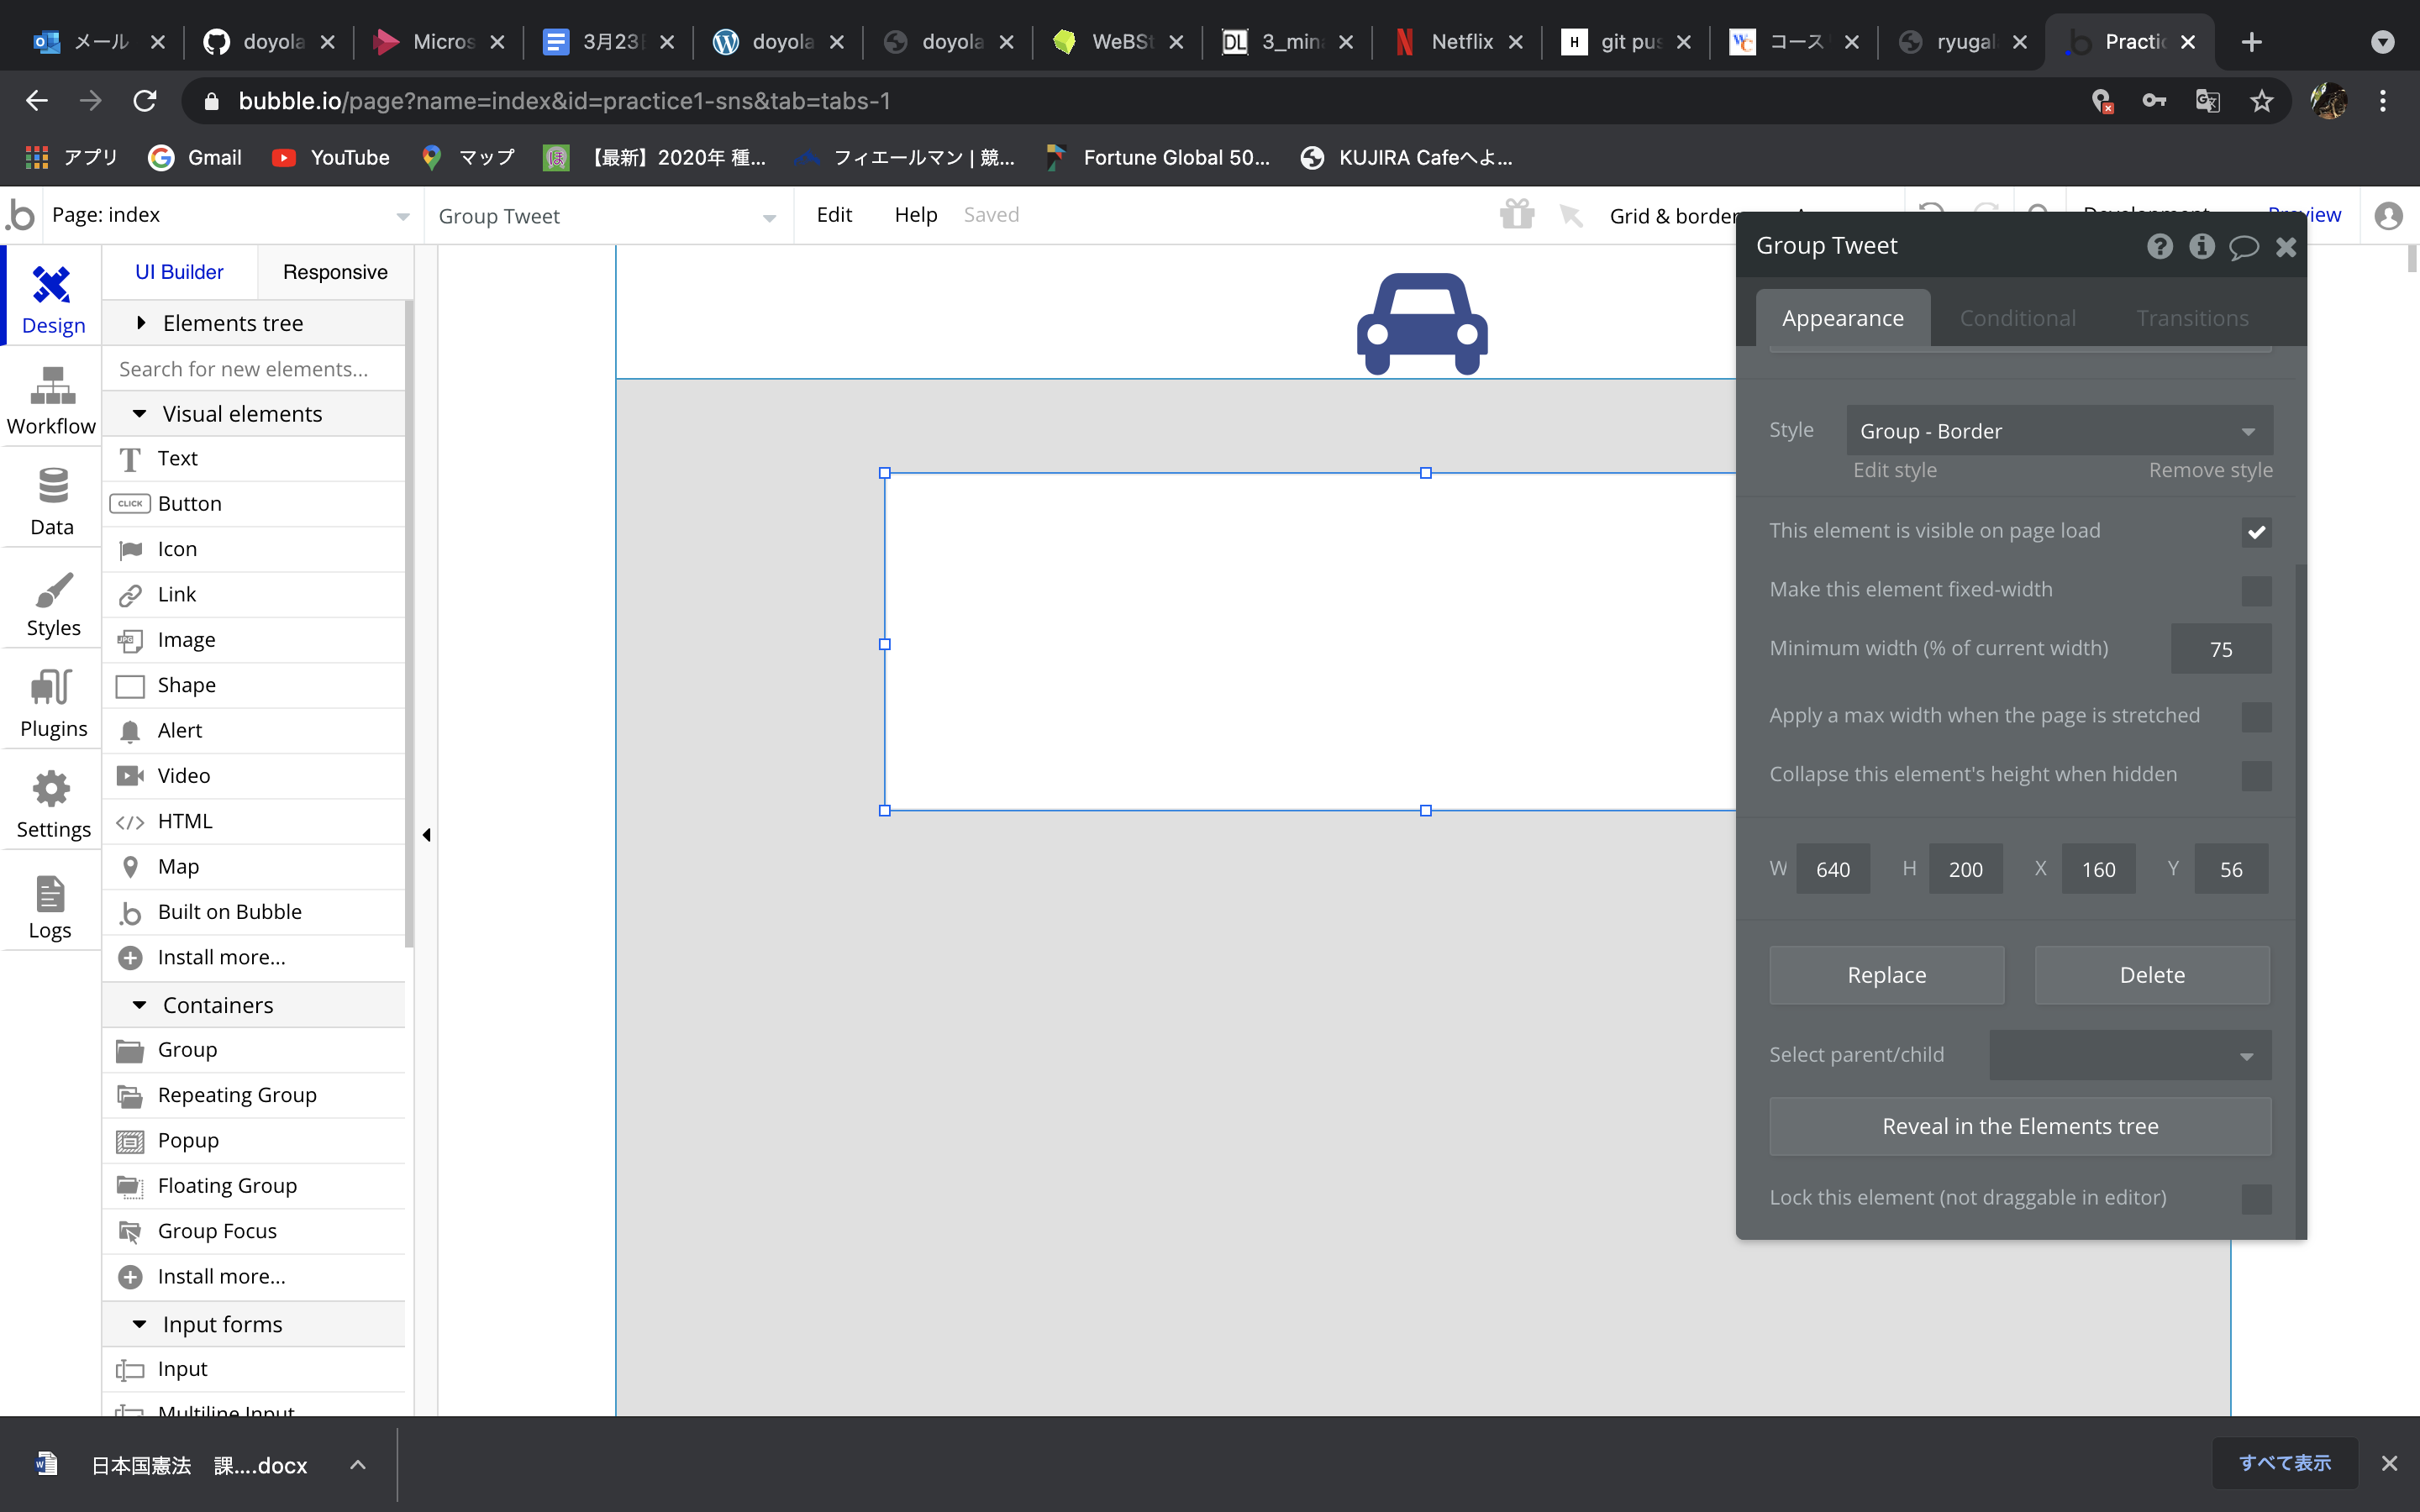 メール
doyola
Micros
3月23日
doyola
doyola
WeBSt
3_min
Netflix
git pus
コース
ryugal
Practic
bubble.io/page?name=index&id=practice1-sns&tab=tabs-1
アプリ
Gmail
YouTube
マップ
【最新】2020年 種...
フィエールマン | 競...
Fortune Global 50...
KUJIRA Cafeへよ...
Page: index
Group Tweet
Edit
Help
Saved
Grid & border
Preview
Design
Workflow
Data
Styles
Plugins
Settings
Logs
UI Builder
Responsive
Elements tree
Search for new elements...
Visual elements
Text
CLICK
Button
Icon
Link
Image
Shape
Alert
Video
HTML
Map
Built on Bubble
Install more...
Containers
Group
Repeating Group
Popup
Floating Group
Group Focus
Install more...
Input forms
Input
Multiline Input
Group Tweet
Appearance
Conditional
Transitions
Style
Group - Border
Edit style
Remove style
This element is visible on page load
Make this element fixed-width
Minimum width (% of current width)
75
Apply a max width when the page is stretched
Collapse this element's height when hidden
W 640 H 200 X 160 Y 56
Replace
Delete
Select parent/child
Reveal in the Elements tree
Lock this element (not draggable in editor)
日本国憲法　課....docx
すべて表示